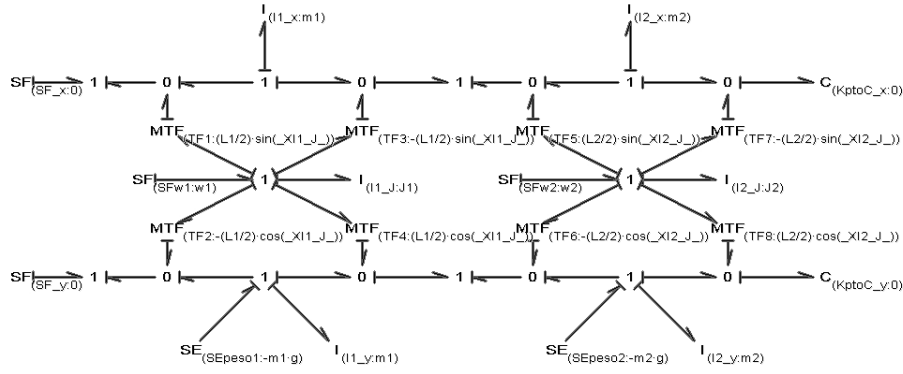 I (I1_x:m1) I (I2_x:m2)
SF (SF_x:0) 1 0 1 0 1 0 1 0 C (KptoC_x:0)
MTF (TF1:(L1/2)·sin(_XI1_J_)) MTF (TF3:-(L1/2)·sin(_XI1_J_)) MTF (TF5:(L2/2)·sin(_XI2_J_)) MTF (TF7:-(L2/2)·sin(_XI2_J_))
SF (SFw1:w1) 1 I (I1_J:J1) SF (SFw2:w2) 1 I (I2_J:J2)
MTF (TF2:-(L1/2)·cos(_XI1_J_)) MTF (TF4:(L1/2)·cos(_XI1_J_)) MTF (TF6:-(L2/2)·cos(_XI2_J_)) MTF (TF8:(L2/2)·cos(_XI2_J_))
SF (SF_y:0) 1 0 1 0 1 0 1 0 C (KptoC_y:0)
SE (SEpeso1:-m1·g) I (I1_y:m1) SE (SEpeso2:-m2·g) I (I2_y:m2)